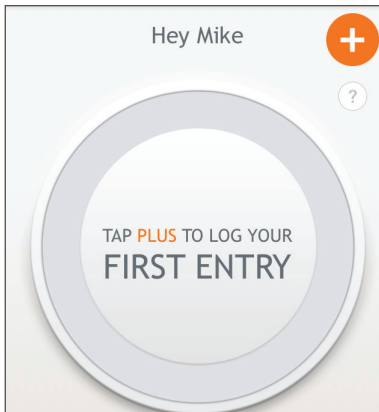 Hey Mike
+
?
TAP PLUS TO LOG YOUR
FIRST ENTRY